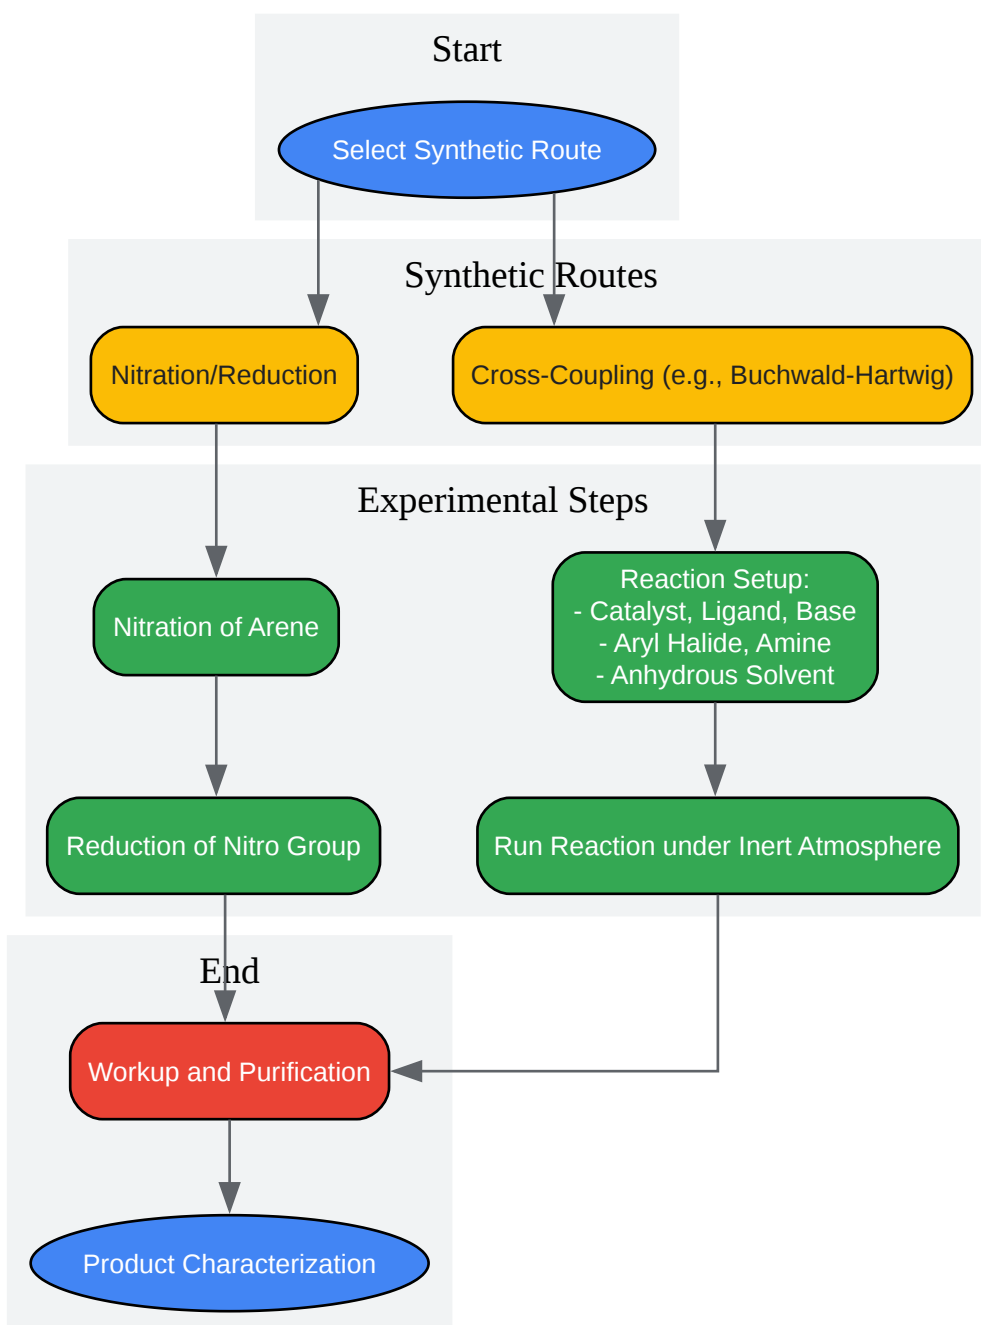 Start
Select Synthetic Route
Synthetic Routes
Nitration/Reduction
Cross-Coupling (e.g., Buchwald-Hartwig)
Experimental Steps
Nitration of Arene
Reaction Setup:
- Catalyst, Ligand, Base
- Aryl Halide, Amine
- Anhydrous Solvent
Reduction of Nitro Group
Run Reaction under Inert Atmosphere
End
Workup and Purification
Product Characterization